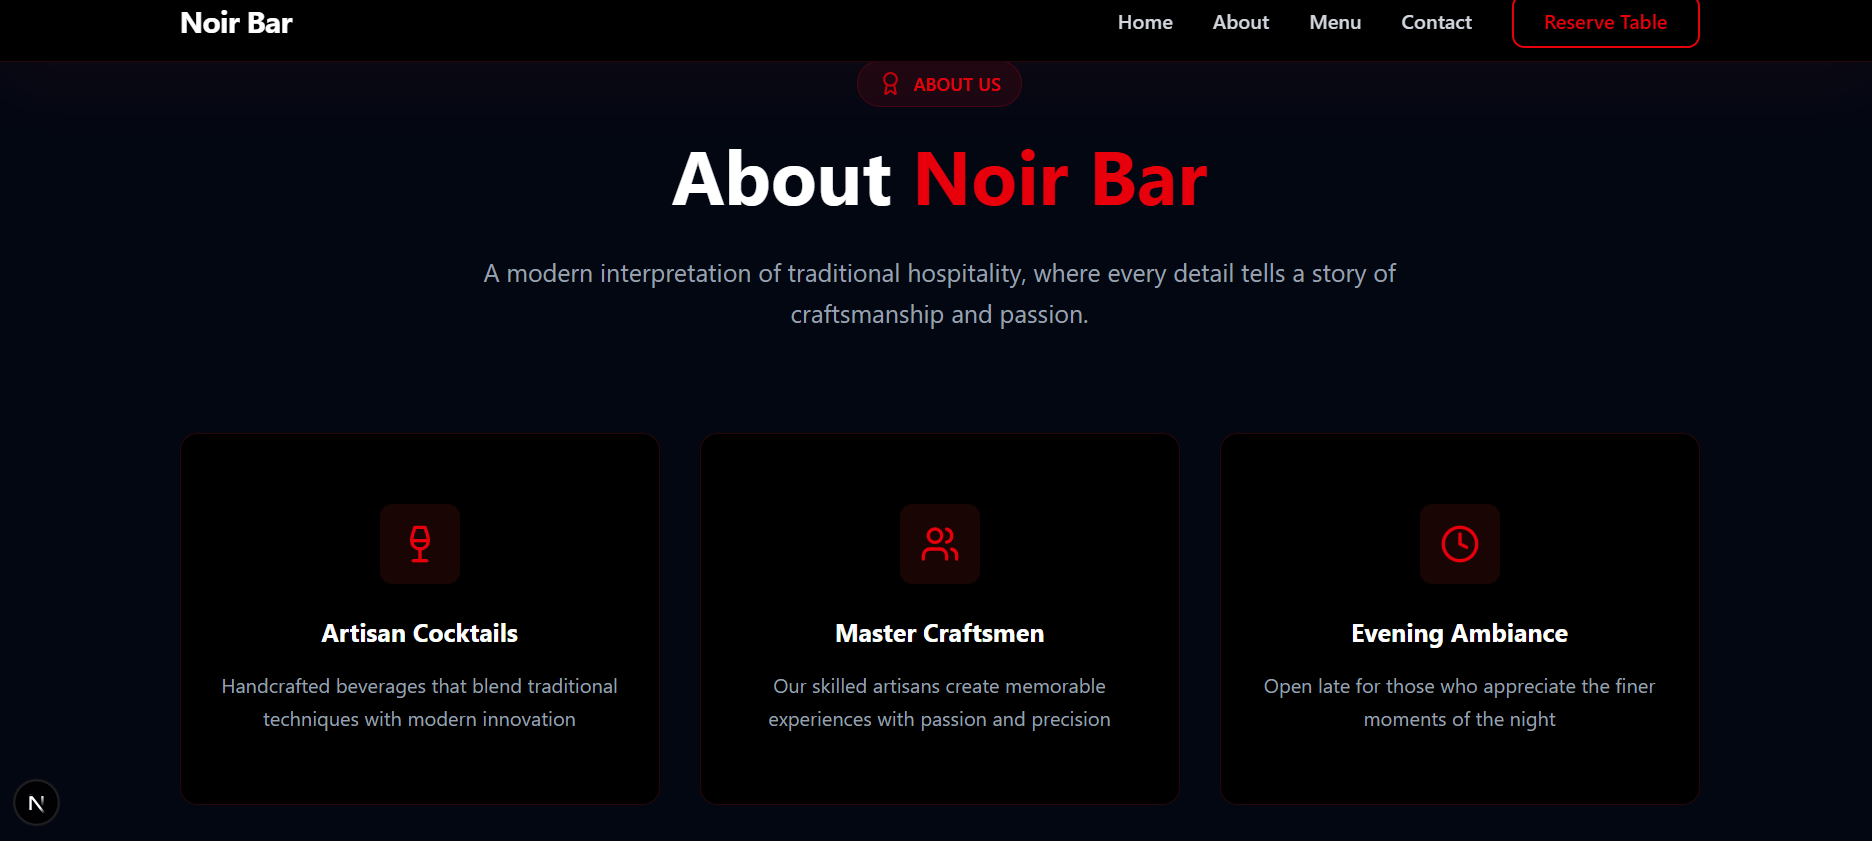 Noir Bar
Home
About
Menu
Contact
Reserve Table
ABOUT US
About Noir Bar
A modern interpretation of traditional hospitality, where every detail tells a story of
craftsmanship and passion.
Artisan Cocktails
Handcrafted beverages that blend traditional
techniques with modern innovation
Master Craftsmen
Our skilled artisans create memorable
experiences with passion and precision
Evening Ambiance
Open late for those who appreciate the finer
moments of the night
N